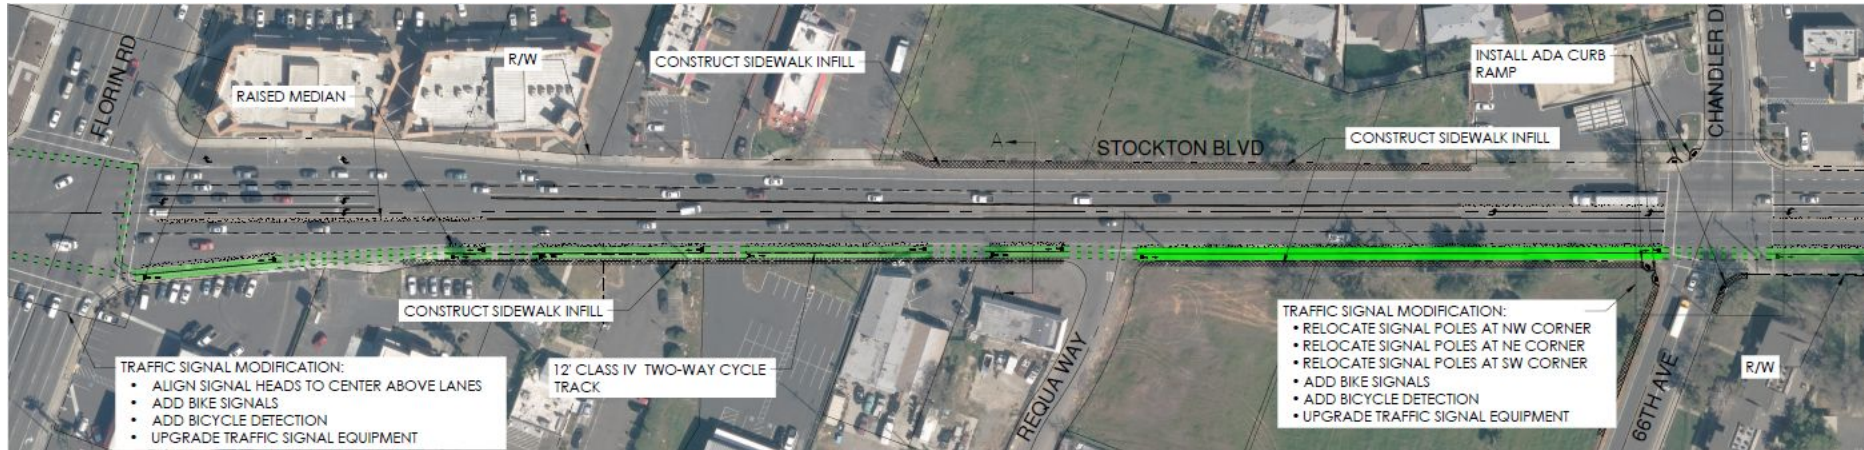 FLORIN RD
RAISED MEDIAN
R/W
CONSTRUCT SIDEWALK INFILL
A
STOCKTON BLVD
CONSTRUCT SIDEWALK INFILL
INSTALL ADA CURB
RAMP
CHANDLER D
CONSTRUCT SIDEWALK INFILL
12' CLASS IV TWO-WAY CYCLE
TRACK
A
REQUA WAY
66TH AVE
R/W
TRAFFIC SIGNAL MODIFICATION:
• ALIGN SIGNAL HEADS TO CENTER ABOVE LANES
• ADD BIKE SIGNALS
• ADD BICYCLE DETECTION
• UPGRADE TRAFFIC SIGNAL EQUIPMENT
TRAFFIC SIGNAL MODIFICATION:
• RELOCATE SIGNAL POLES AT NW CORNER
• RELOCATE SIGNAL POLES AT NE CORNER
• RELOCATE SIGNAL POLES AT SW CORNER
• ADD BIKE SIGNALS
• ADD BICYCLE DETECTION
• UPGRADE TRAFFIC SIGNAL EQUIPMENT